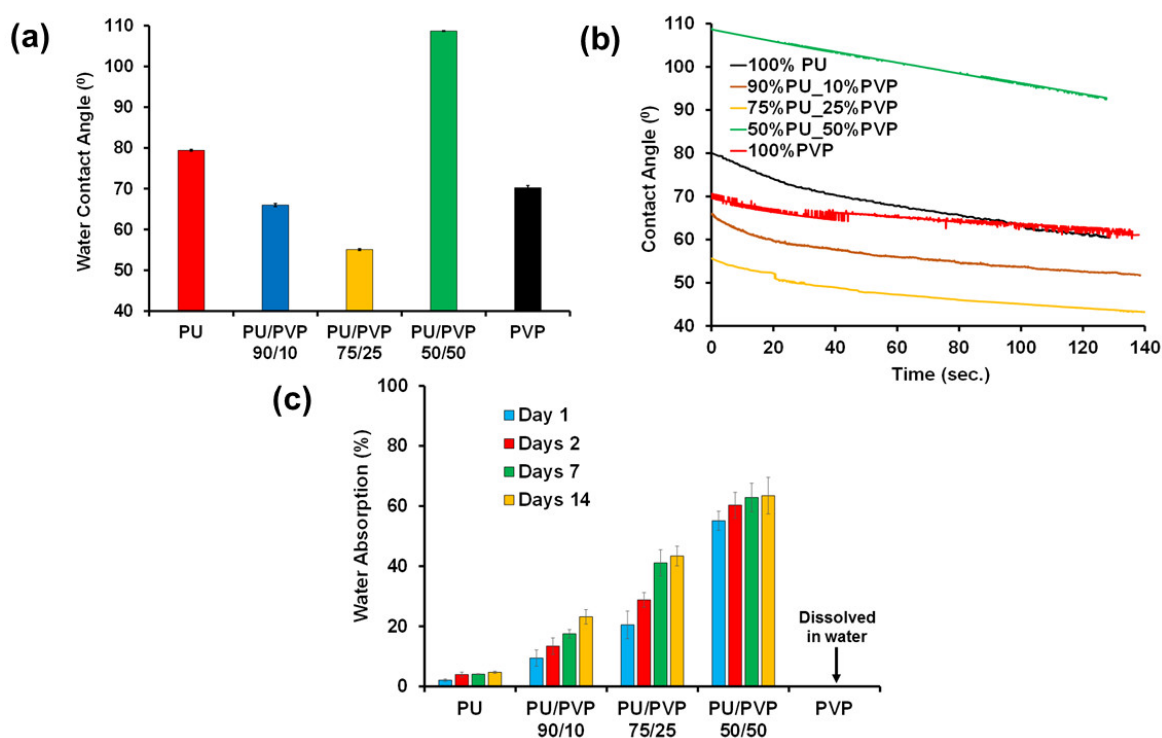 (a)
Water Contact Angle (⁰)
110
100
90
80
70
60
50
40
PU
PU/PVP
90/10
PU/PVP
75/25
PU/PVP
50/50
PVP
(b)
Contact Angle (⁰)
110
100
90
80
70
60
50
40
100% PU
90%PU_10%PVP
75%PU_25%PVP
50%PU_50%PVP
100%PVP
0
20
40
60
80
100
120
140
Time (sec.)
(c)
Water Absorption (%)
100
80
60
40
20
0
Day 1
Days 2
Days 7
Days 14
Dissolved
in water
PU
PU/PVP
90/10
PU/PVP
75/25
PU/PVP
50/50
PVP